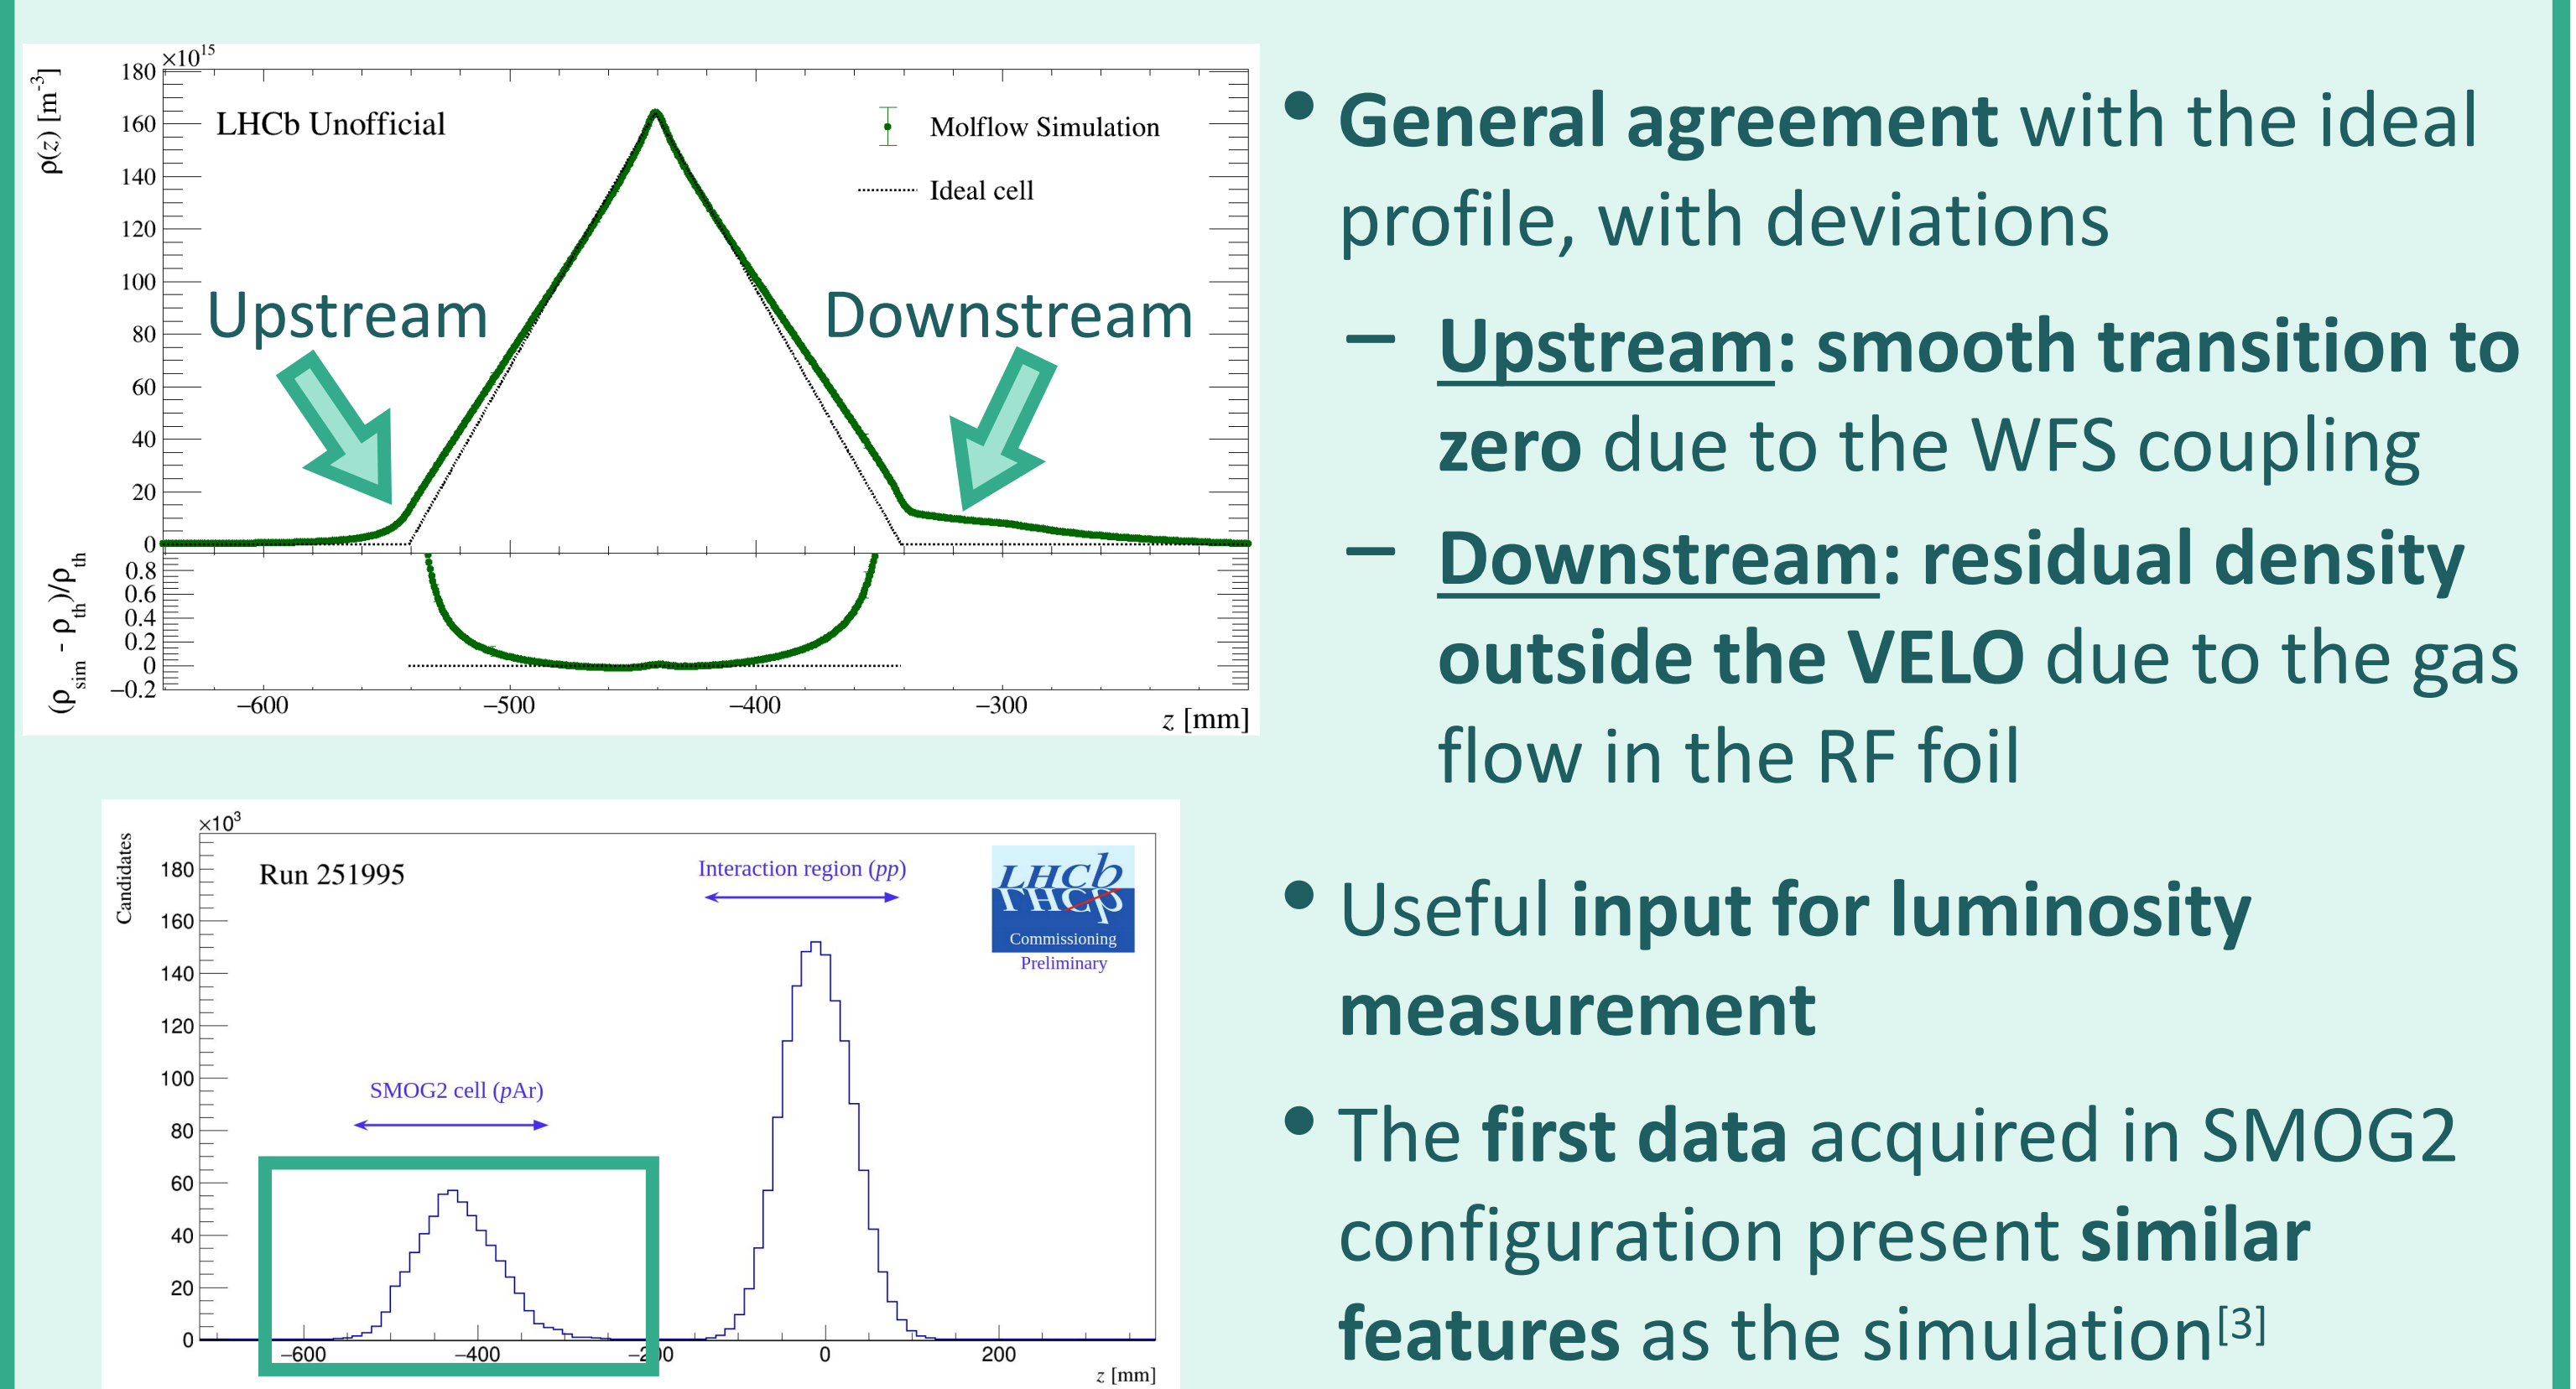 ×10¹⁵
ρ(z) [m⁻³]
180
160
140
120
100
80
60
40
20
0
LHCb Unofficial
Molflow Simulation
Ideal cell
Upstream
Downstream
(ρsim - ρth)/ρth
0.8
0.6
0.4
0.2
0
−0.2
−600
−500
−400
−300
z [mm]
×10³
Candidates
180
160
140
120
100
80
60
40
20
0
Run 251995
Interaction region (pp)
SMOG2 cell (pAr)
LHCb
LHCb
Commissioning
Preliminary
−600
−400
−200
0
200
z [mm]
• General agreement with the ideal
profile, with deviations
– Upstream: smooth transition to
zero due to the WFS coupling
– Downstream: residual density
outside the VELO due to the gas
flow in the RF foil
• Useful input for luminosity
measurement
• The first data acquired in SMOG2
configuration present similar
features as the simulation[3]